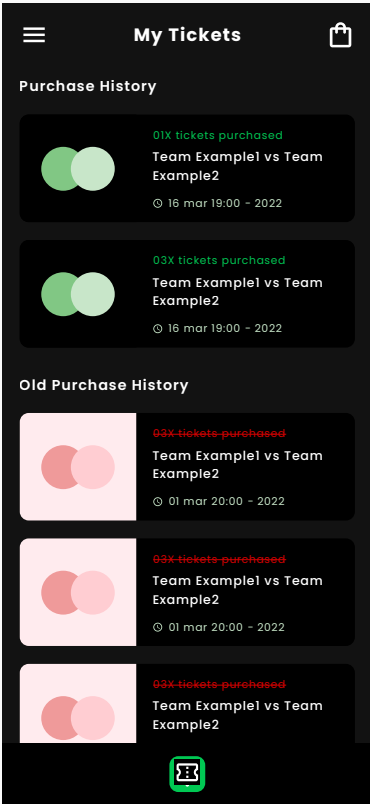 My Tickets
Purchase History
01X tickets purchased
Team Example1 vs Team
Example2
16 mar 19:00 - 2022
03X tickets purchased
Team Example1 vs Team
Example2
16 mar 19:00 - 2022
Old Purchase History
03X tickets purchased
Team Example1 vs Team
Example2
01 mar 20:00 - 2022
03X tickets purchased
Team Example1 vs Team
Example2
01 mar 20:00 - 2022
03X tickets purchased
Team Example1 vs Team
Example2